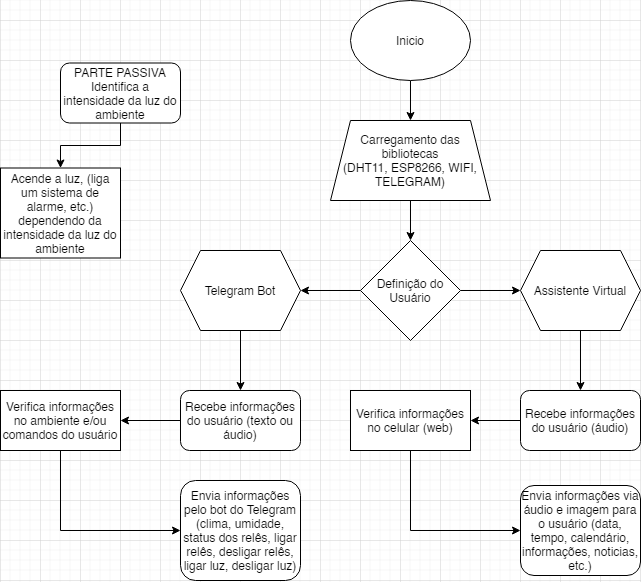 Inicio
PARTE PASSIVA
Identifica a
intensidade da luz do
ambiente
Carregamento das
bibliotecas
(DHT11, ESP8266, WIFI,
TELEGRAM)
Acende a luz, (liga
um sistema de
alarme, etc.)
dependendo da
intensidade da luz do
ambiente
Telegram Bot
Definição do
Usuário
Assistente Virtual
Verifica informações
no ambiente e/ou
comandos do usuário
Recebe informações
do usuário (texto ou
áudio)
Verifica informações
no celular (web)
Recebe informações
do usuário (áudio)
Envia informações
pelo bot do Telegram
(clima, umidade,
status dos relês, ligar
relês, desligar relês,
ligar luz, desligar luz)
Envia informações via
áudio e imagem para
o usuário (data,
tempo, calendário,
informações, noticias,
etc.)